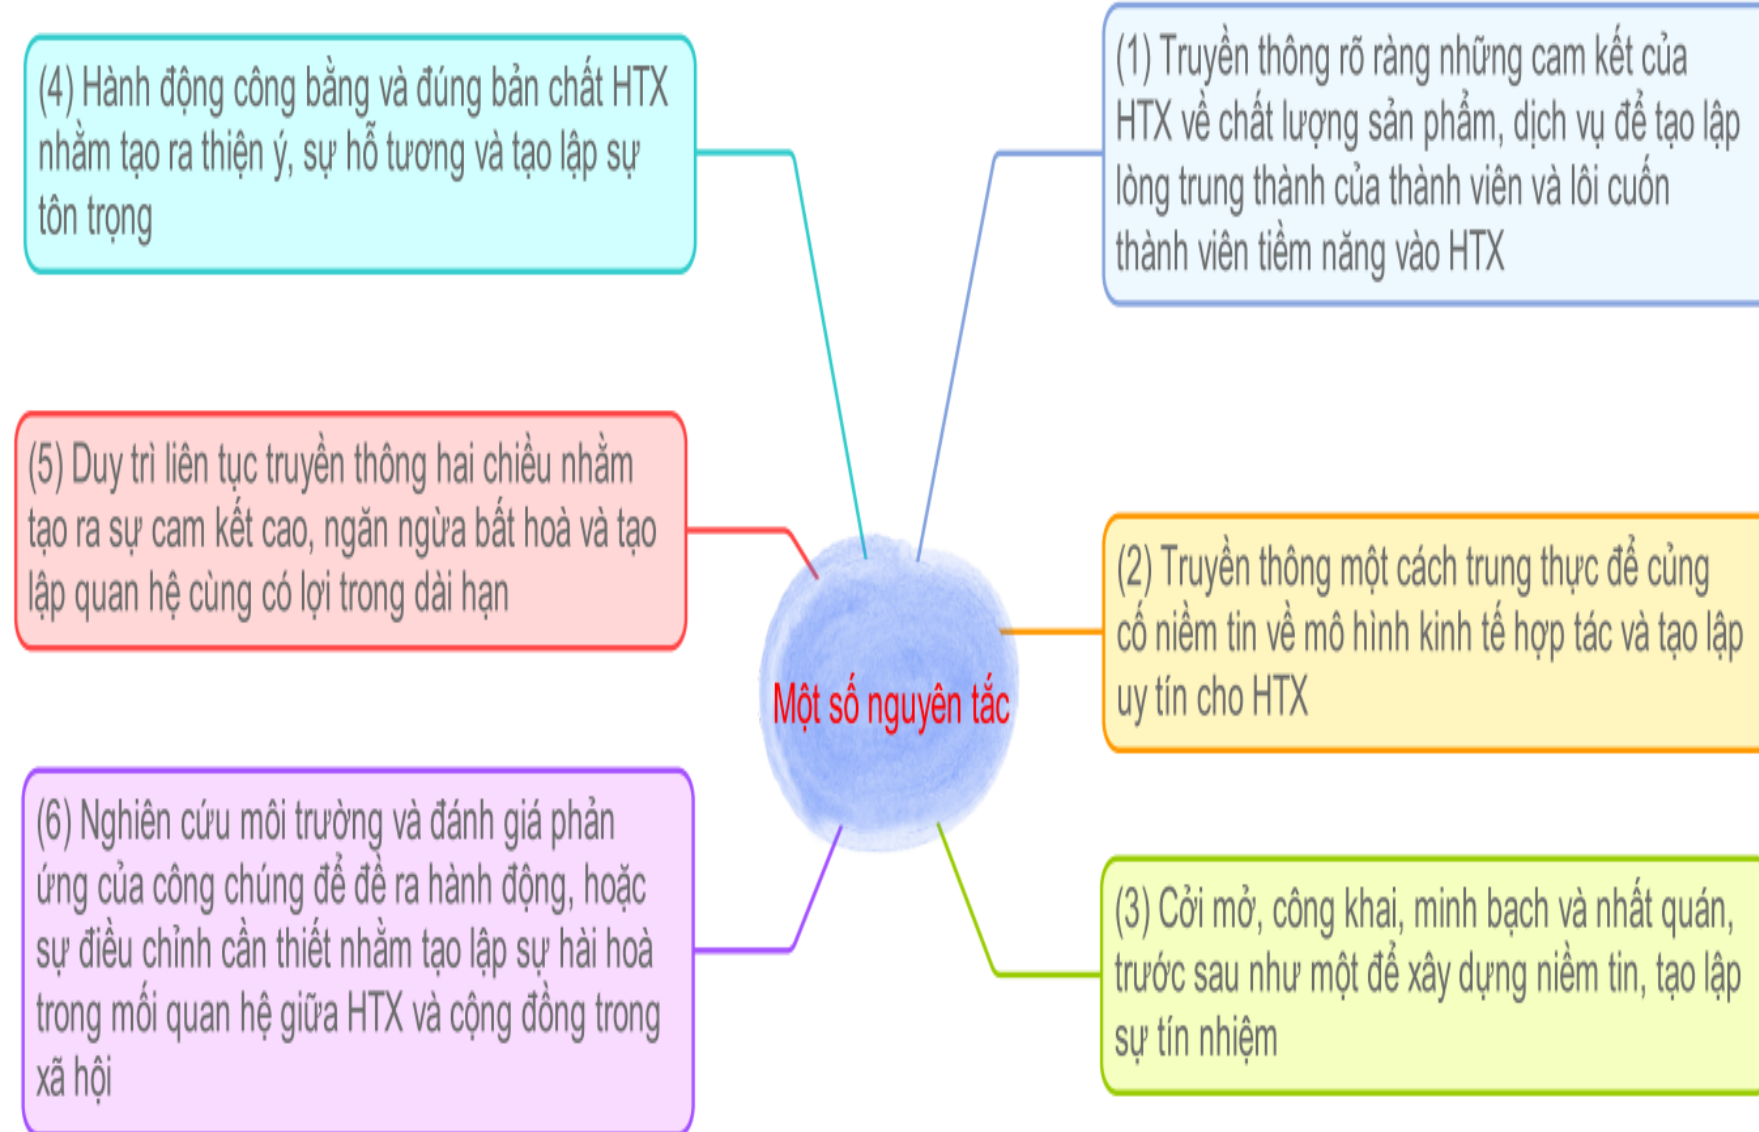 (1) Truyền thông rõ ràng những cam kết của
HTX về chất lượng sản phẩm, dịch vụ để tạo lập
lòng trung thành của thành viên và lôi cuốn
thành viên tiềm năng vào HTX
(2) Truyền thông một cách trung thực để củng
cố niềm tin về mô hình kinh tế hợp tác và tạo lập
uy tín cho HTX
(3) Cởi mở, công khai, minh bạch và nhất quán,
trước sau như một để xây dựng niềm tin, tạo lập
sự tín nhiệm
(4) Hành động công bằng và đúng bản chất HTX
nhằm tạo ra thiện ý, sự hỗ tương và tạo lập sự
tôn trọng
(5) Duy trì liên tục truyền thông hai chiều nhằm
tạo ra sự cam kết cao, ngăn ngừa bất hoà và tạo
lập quan hệ cùng có lợi trong dài hạn
(6) Nghiên cứu môi trường và đánh giá phản
ứng của công chúng để đề ra hành động, hoặc
sự điều chỉnh cần thiết nhằm tạo lập sự hài hoà
trong mối quan hệ giữa HTX và cộng đồng trong
xã hội
Một số nguyên tắc